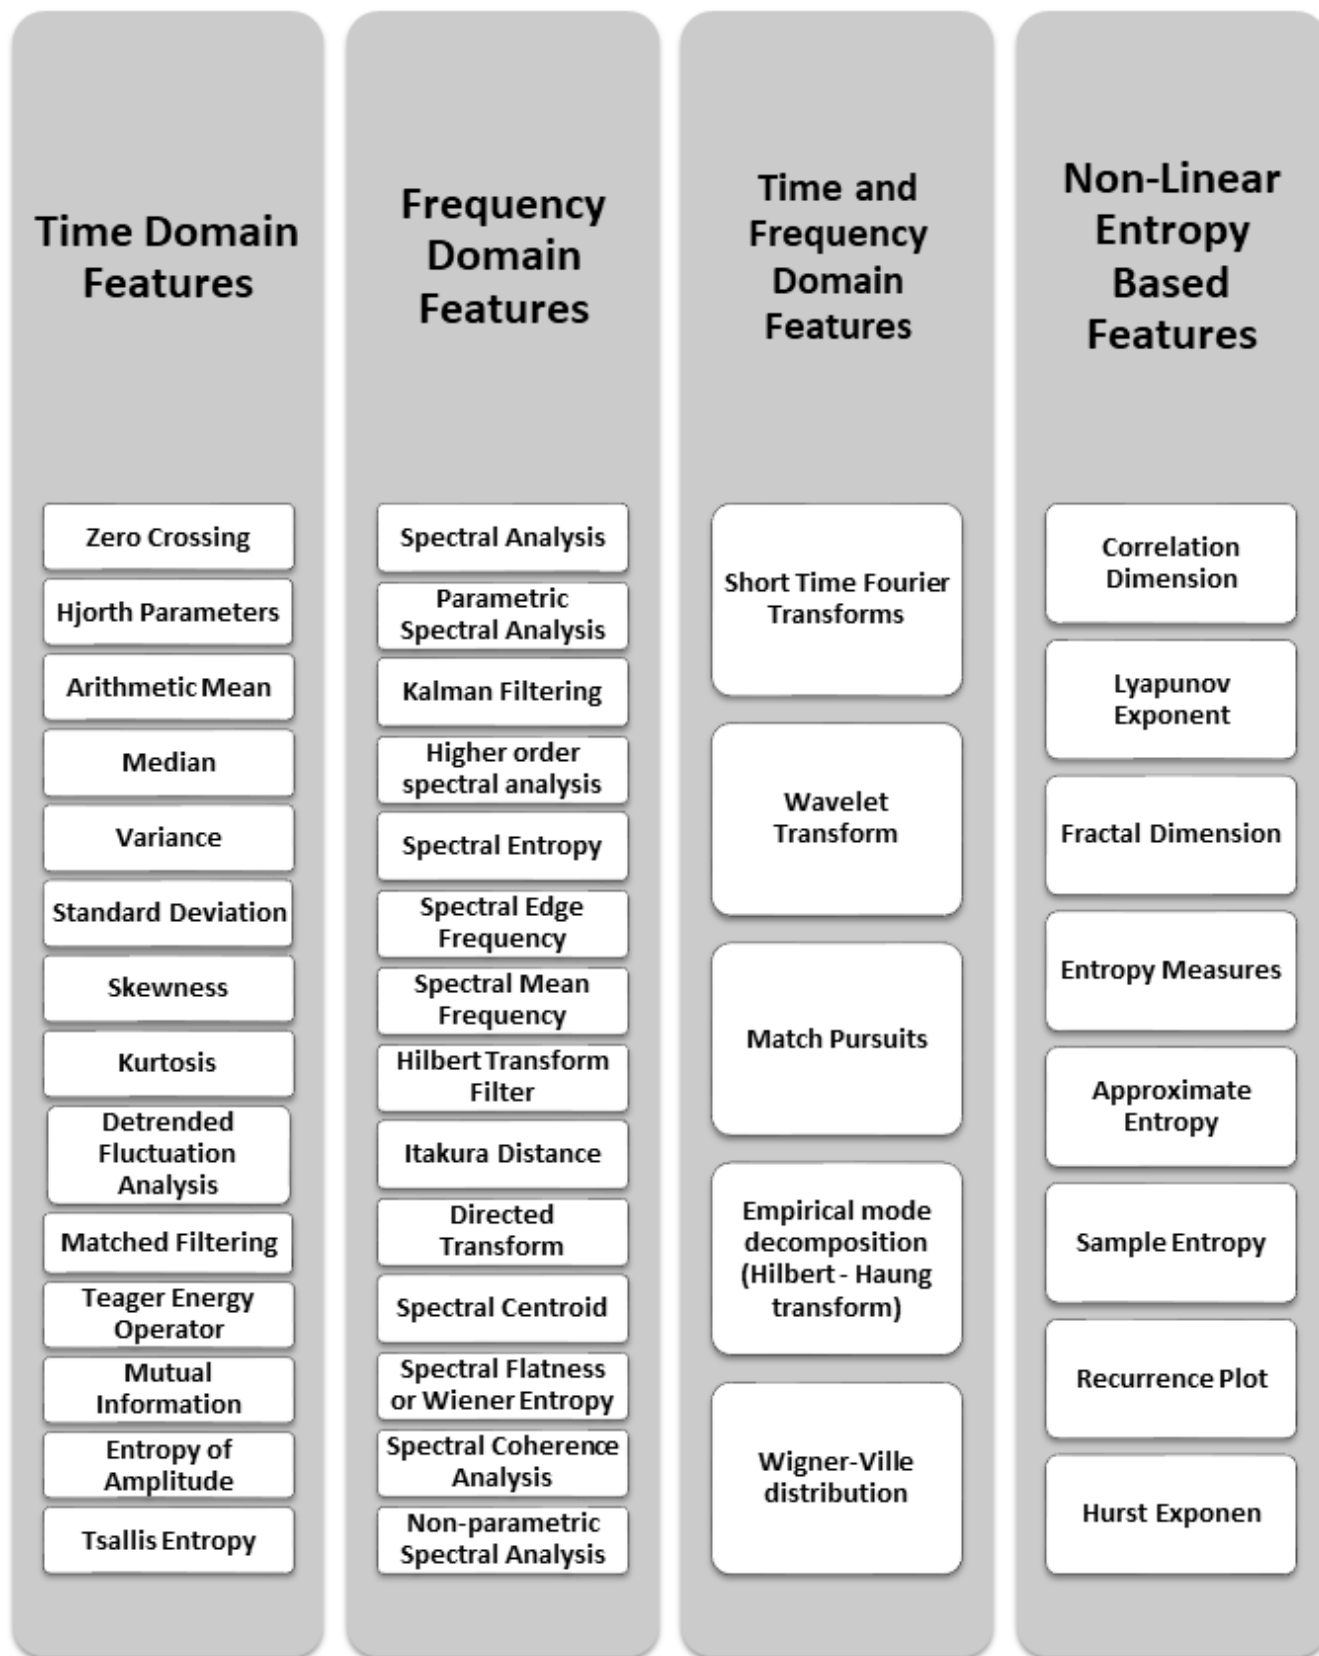 Time Domain
Features
Zero Crossing
Hjorth Parameters
Arithmetic Mean
Median
Variance
Standard Deviation
Skewness
Kurtosis
Detrended
Fluctuation
Analysis
Matched Filtering
Teager Energy
Operator
Mutual
Information
Entropy of
Amplitude
Tsallis Entropy
Frequency
Domain
Features
Spectral Analysis
Parametric
Spectral Analysis
Kalman Filtering
Higher order
spectral analysis
Spectral Entropy
Spectral Edge
Frequency
Spectral Mean
Frequency
Hilbert Transform
Filter
Itakura Distance
Directed
Transform
Spectral Centroid
Spectral Flatness
or Wiener Entropy
Spectral Coherence
Analysis
Non-parametric
Spectral Analysis
Time and
Frequency
Domain
Features
Short Time Fourier
Transforms
Wavelet
Transform
Match Pursuits
Empirical mode
decomposition
(Hilbert - Haung
transform)
Wigner-Ville
distribution
Non-Linear
Entropy
Based
Features
Correlation
Dimension
Lyapunov
Exponent
Fractal Dimension
Entropy Measures
Approximate
Entropy
Sample Entropy
Recurrence Plot
Hurst Exponen